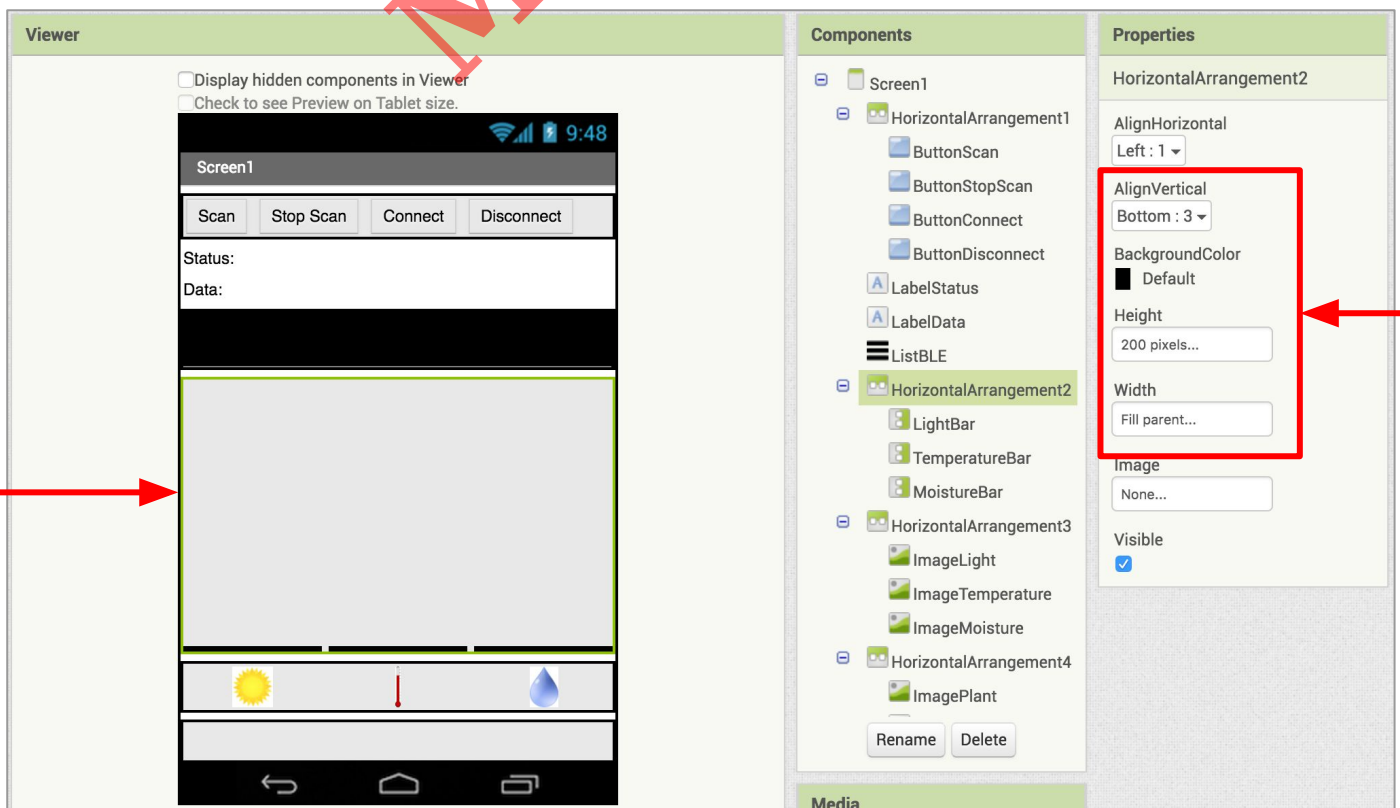 Viewer
Display hidden components in Viewer
Check to see Preview on Tablet size.
9:48
Screen1
Scan Stop Scan Connect Disconnect
Status:
Data:
Components
Screen1
HorizontalArrangement1
ButtonScan
ButtonStopScan
ButtonConnect
ButtonDisconnect
LabelStatus
LabelData
ListBLE
HorizontalArrangement2
LightBar
TemperatureBar
MoistureBar
HorizontalArrangement3
ImageLight
ImageTemperature
ImageMoisture
HorizontalArrangement4
ImagePlant
Rename Delete
Media
Properties
HorizontalArrangement2
AlignHorizontal
Left : 1
AlignVertical
Bottom : 3
BackgroundColor
Default
Height
200 pixels...
Width
Fill parent...
Image
None...
Visible